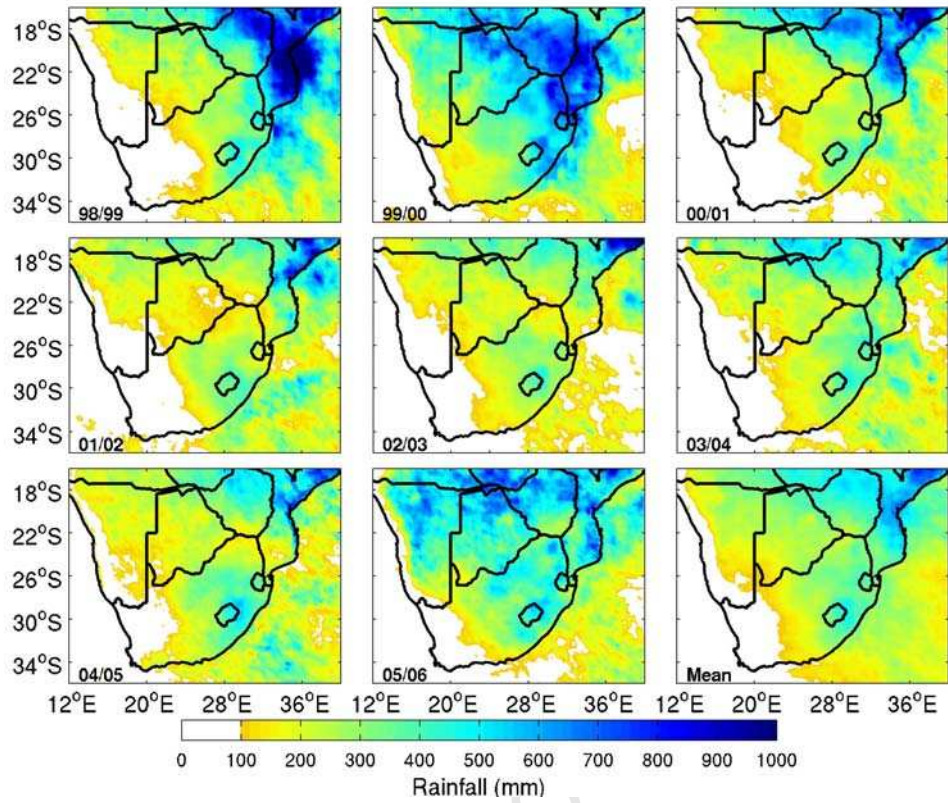 18°S
22°S
26°S
30°S
34°S
98/99
99/00
00/01
18°S
22°S
26°S
30°S
34°S
01/02
02/03
03/04
18°S
22°S
26°S
30°S
34°S
04/05
05/06
Mean
12°E 20°E 28°E 36°E 12°E 20°E 28°E 36°E 12°E 20°E 28°E 36°E
0 100 200 300 400 500 600 700 800 900 1000
Rainfall (mm)